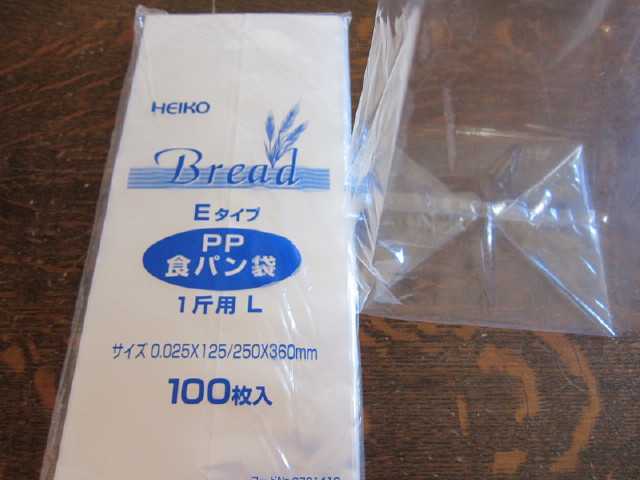 HEIKO
Bread
Eタイプ
PP
食パン袋
1斤用 L
サイズ 0.025X125/250X360mm
100枚入